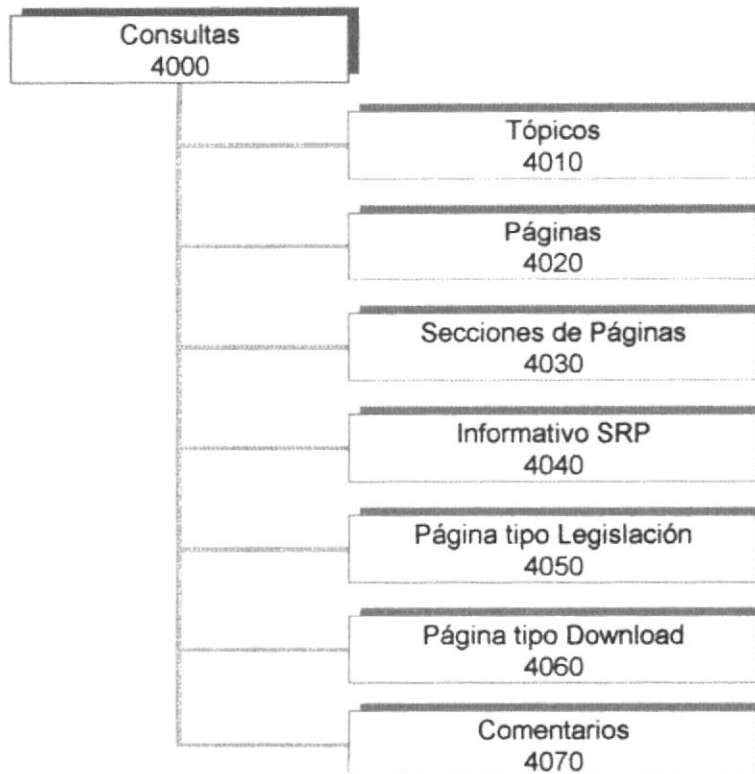 Consultas
4000
Tópicos
4010
Páginas
4020
Secciones de Páginas
4030
Informativo SRP
4040
Página tipo Legislación
4050
Página tipo Download
4060
Comentarios
4070